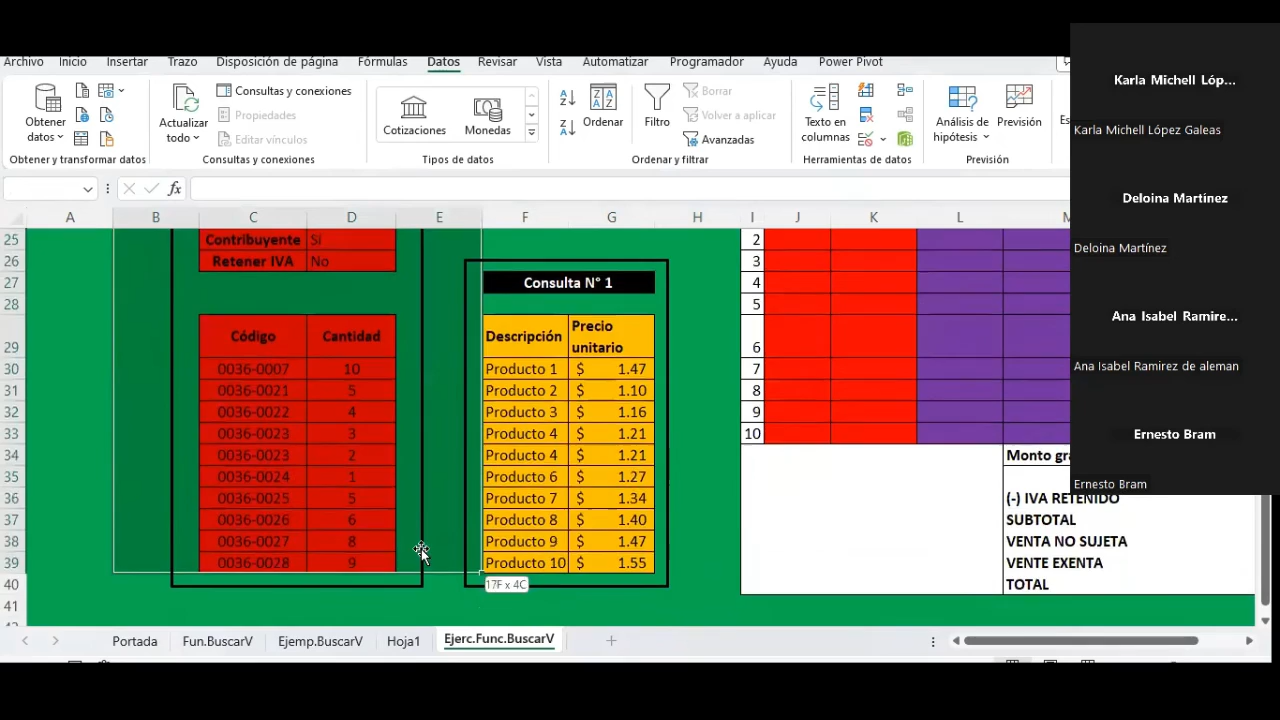 Archivo Inicio Insertar Trazo Disposición de página Fórmulas Datos Revisar Vista Automatizar Programador Ayuda Power Pivot
Obtener datos
Actualizar todo
Consultas y conexiones
Propiedades
Editar vínculos
Cotizaciones
Monedas
Ordenar
Filtro
Borrar
Volver a aplicar
Avanzadas
Texto en columnas
Análisis de hipótesis
Previsión
Obtener y transformar datos
Consultas y conexiones
Tipos de datos
Ordenar y filtrar
Herramientas de datos
Previsión
fx
A B C D E F G H I J K L
25 Contribuyente Sí 2
26 Retener IVA No 3
27 Consulta N° 1 4
28 5
29 Código Cantidad Descripción Precio unitario 6
30 0036-0007 10 Producto 1 $ 1.47 7
31 0036-0021 5 Producto 2 $ 1.10 8
32 0036-0022 4 Producto 3 $ 1.16 9
33 0036-0023 3 Producto 4 $ 1.21 10
34 0036-0023 2 Producto 4 $ 1.21 Monto gra
35 0036-0024 1 Producto 6 $ 1.27
36 0036-0025 5 Producto 7 $ 1.34 (-) IVA RETENIDO
37 0036-0026 6 Producto 8 $ 1.40 SUBTOTAL
38 0036-0027 8 Producto 9 $ 1.47 VENTA NO SUJETA
39 0036-0028 9 Producto 10 $ 1.55 VENTE EXENTA
40 17F x 4C TOTAL
41
Portada Fun.BuscarV Ejemp.BuscarV Hoja1 Ejerc.Func.BuscarV
Karla Michell Lóp...
Karla Michell López Galeas
Deloina Martínez
Deloina Martínez
Ana Isabel Ramire...
Ana Isabel Ramirez de aleman
Ernesto Bram
Ernesto Bram